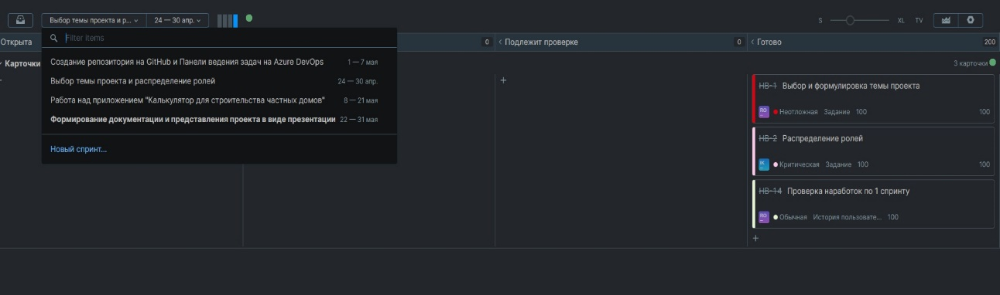 Выбор темы проекта и р... 24 — 30 апр. S XL TV
Открыта 0 Подлежит проверке 0 Готово 200
Filter items
Карточки 3 карточки
Создание репозитория на GitHub и Панели ведения задач на Azure DevOps 1 — 7 мая
Выбор темы проекта и распределение ролей 24 — 30 апр.
Работа над приложением "Калькулятор для строительства частных домов" 8 — 21 мая
Формирование документации и представления проекта в виде презентации 22 — 31 мая
Новый спринт...
НВ-1 Выбор и формулировка темы проекта
Неотложная Задание 100 100
НВ-2 Распределение ролей
Критическая Задание 100 100
НВ-14 Проверка наработок по 1 спринту
Обычная История пользовате... 100